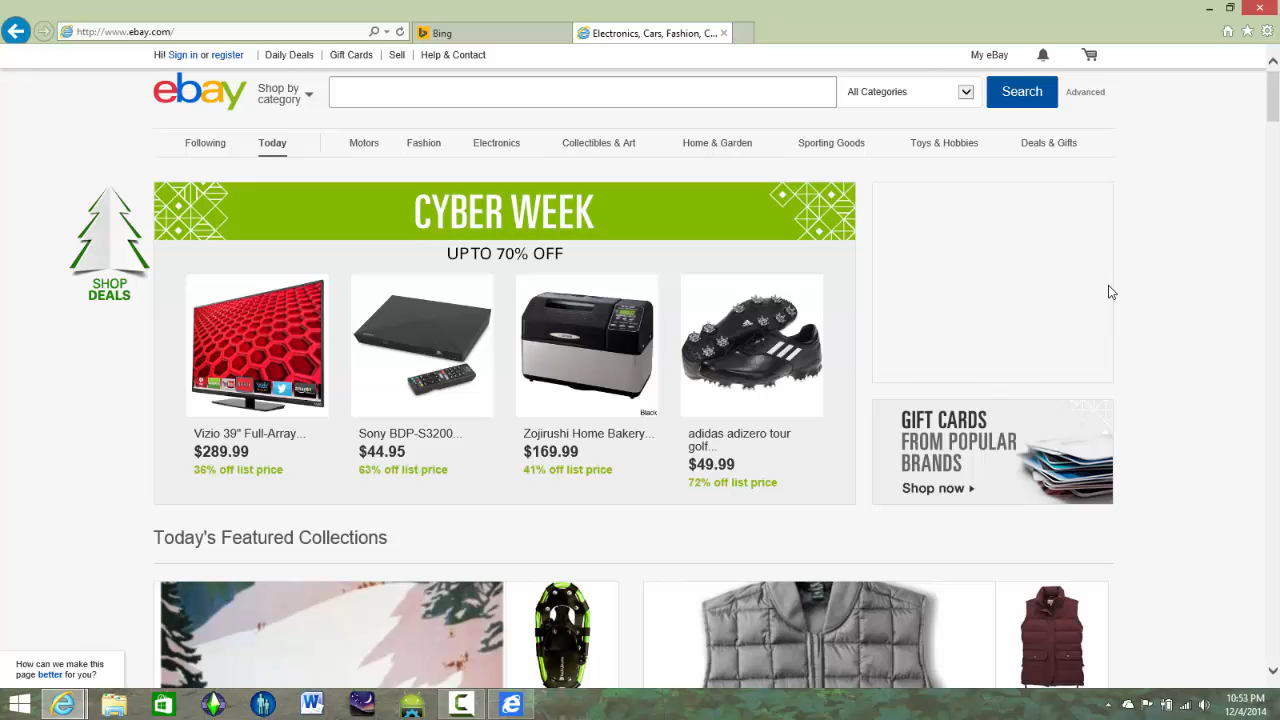 http://www.ebay.com/
Bing
Electronics, Cars, Fashion, C...
Hi! Sign in or register
Daily Deals
Gift Cards
Sell
Help & Contact
My eBay
ebay
Shop by
category
All Categories
Search
Advanced
Following
Today
Motors
Fashion
Electronics
Collectibles & Art
Home & Garden
Sporting Goods
Toys & Hobbies
Deals & Gifts
SHOP
DEALS
CYBER WEEK
UP TO 70% OFF
Black
Vizio 39" Full-Array...
$289.99
36% off list price
Sony BDP-S3200...
$44.95
63% off list price
Zojirushi Home Bakery...
$169.99
41% off list price
adidas adizero tour
golf...
$49.99
72% off list price
GIFT CARDS
FROM POPULAR
BRANDS
Shop now
Today's Featured Collections
How can we make this
page better for you?
10:53 PM
12/4/2014